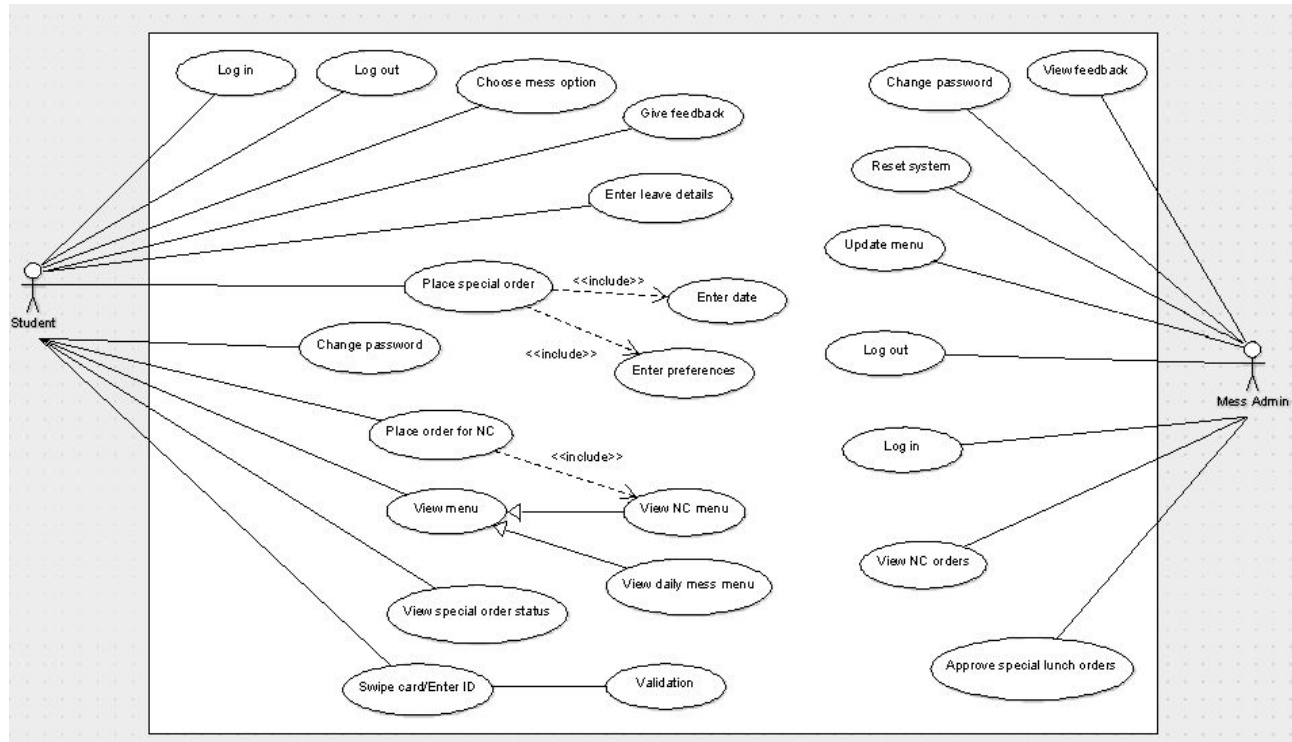 Log in
Log out
Choose mess option
Change password
View feedback
Give feedback
Reset system
Enter leave details
Update menu
Place special order
<<include>>
Enter date
Student
Change password
<<include>>
Enter preferences
Log out
Mess Admin
Place order for NC
<<include>>
Log in
View menu
View NC menu
View NC orders
View daily mess menu
View special order status
Approve special lunch orders
Swipe card/Enter ID
Validation